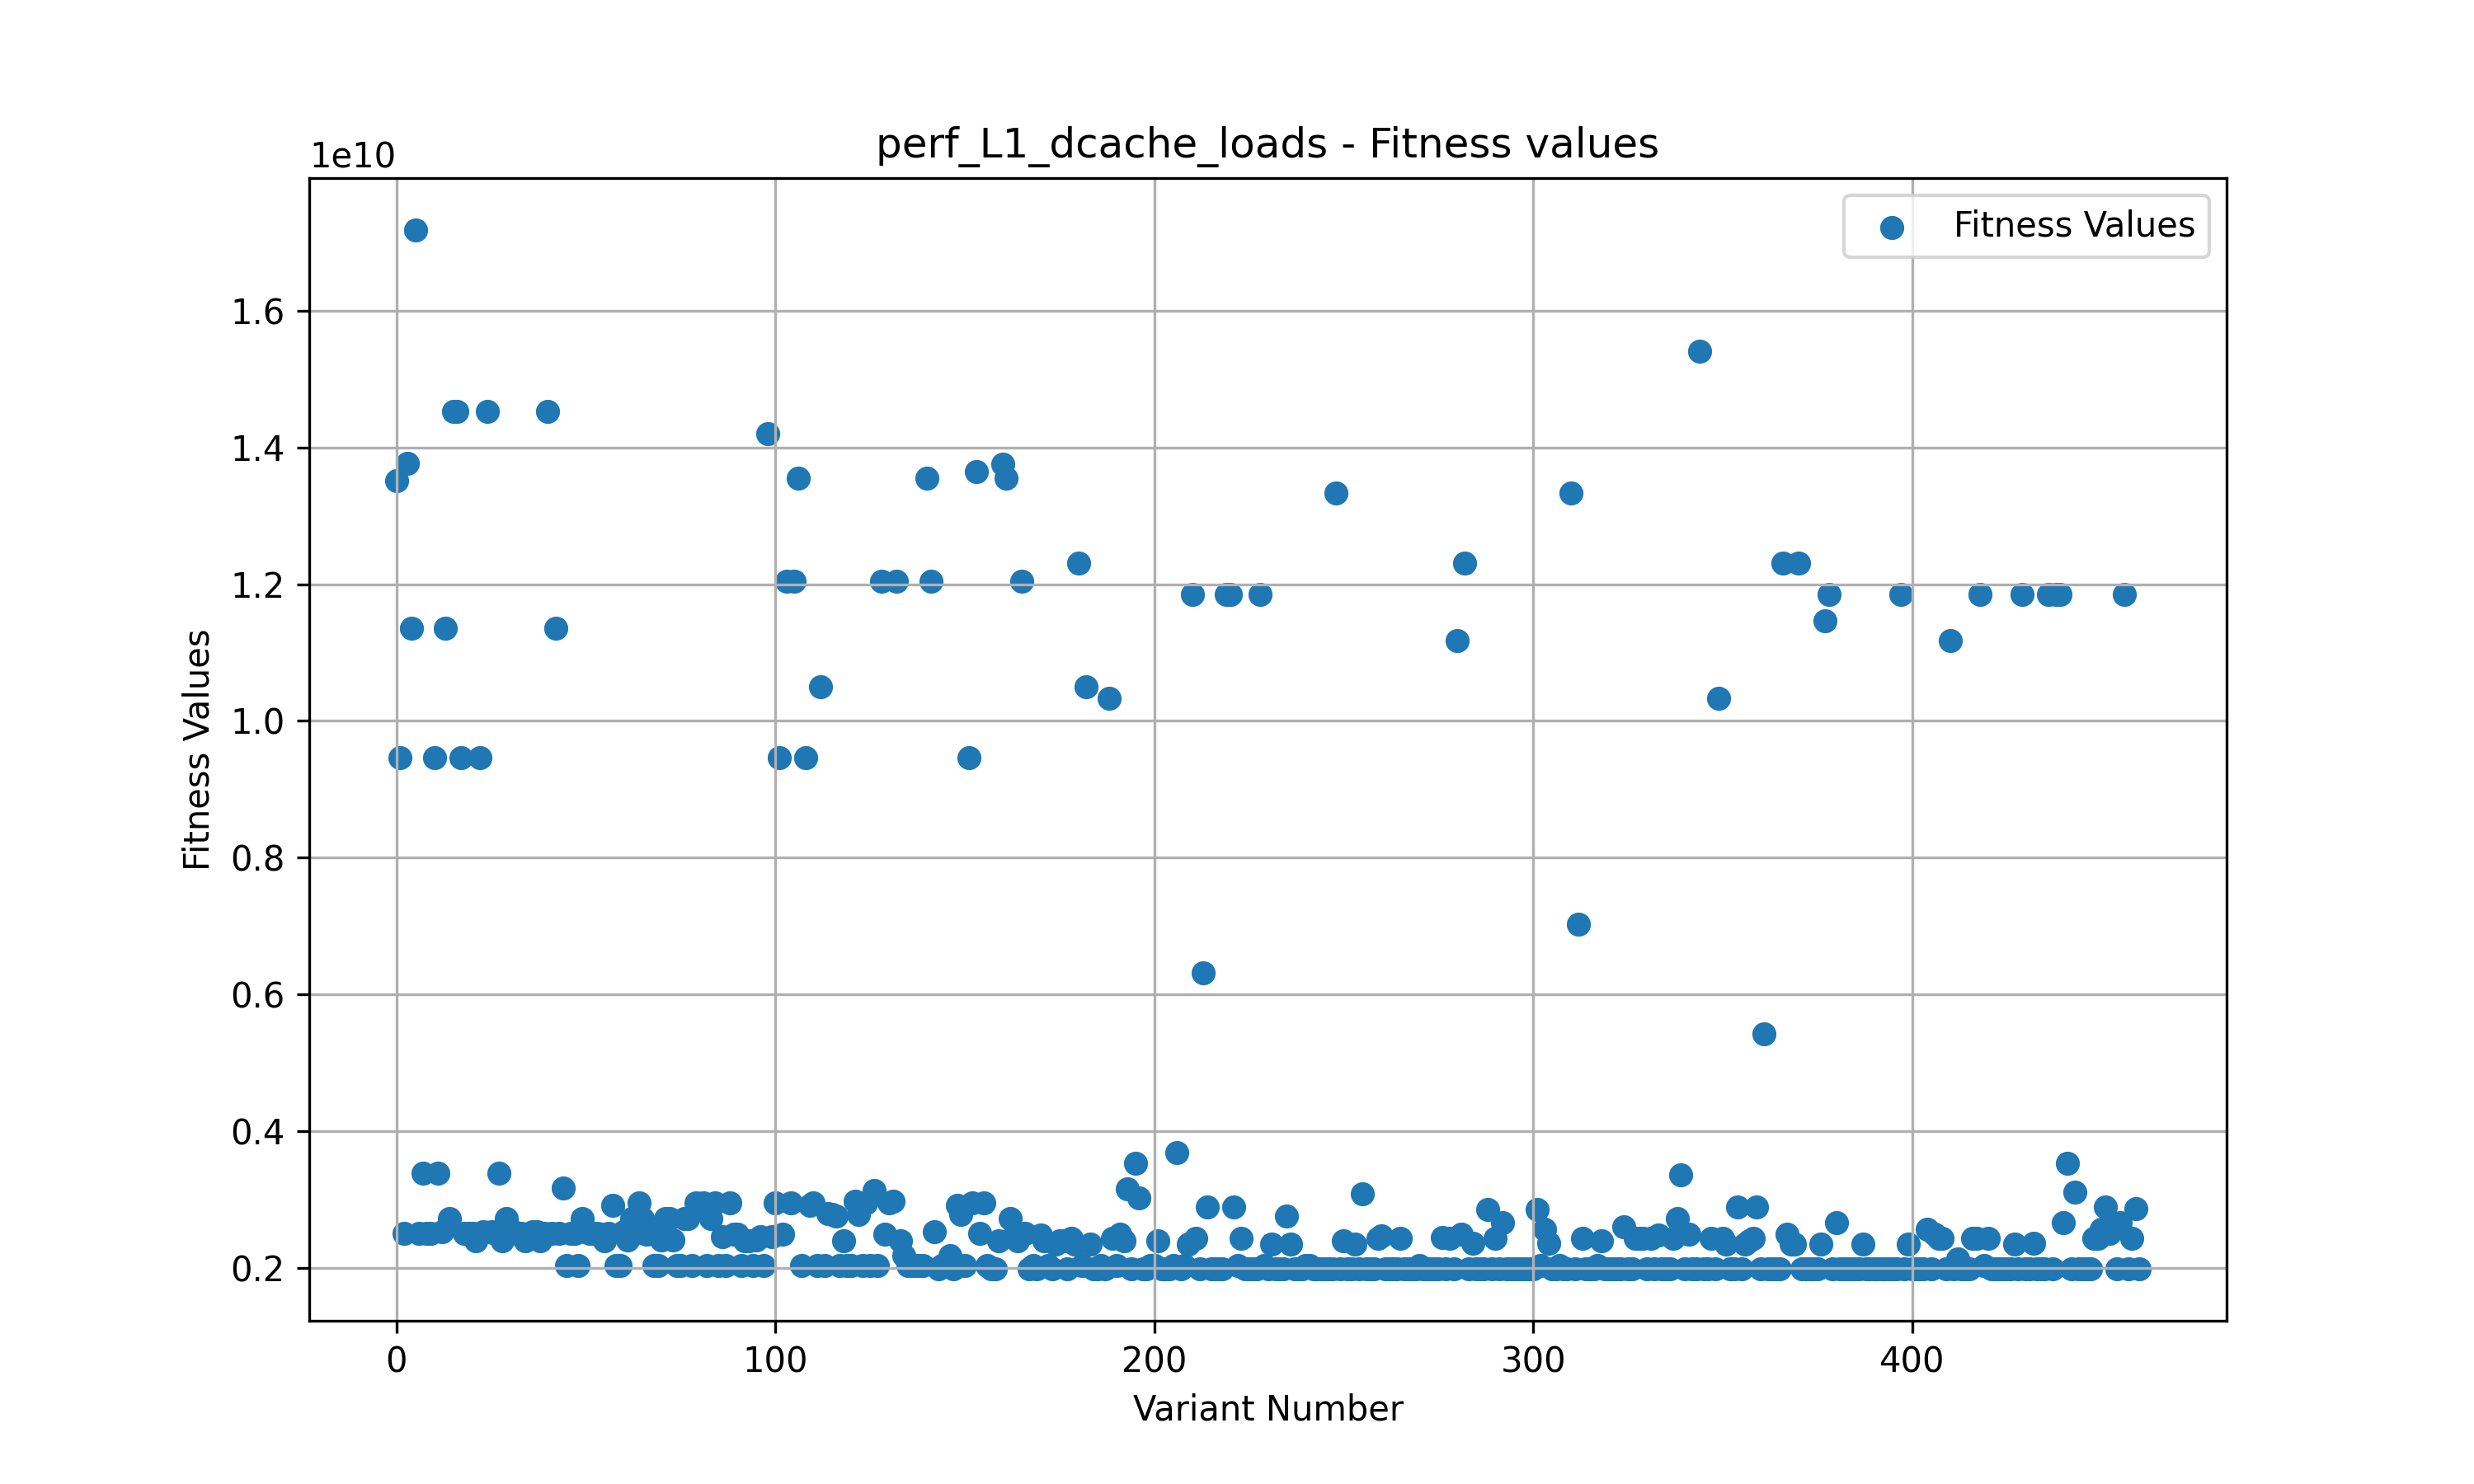 perf_L1_dcache_loads - Fitness values
1e10
Fitness Values
1.6
1.4
1.2
1.0
0.8
0.6
0.4
0.2
Fitness Values
0 100 200 300 400
Variant Number